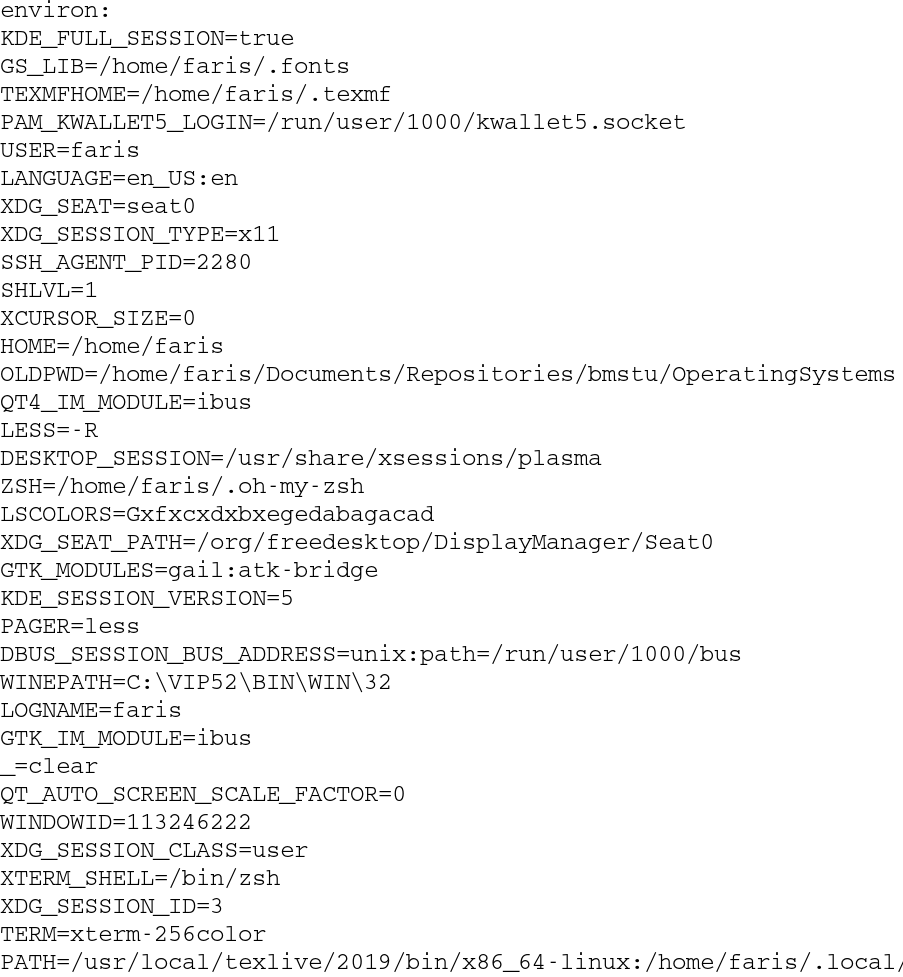 environ:
KDE_FULL_SESSION=true
GS_LIB=/home/faris/.fonts
TEXMFHOME=/home/faris/.texmf
PAM_KWALLET5_LOGIN=/run/user/1000/kwallet5.socket
USER=faris
LANGUAGE=en_US:en
XDG_SEAT=seat0
XDG_SESSION_TYPE=x11
SSH_AGENT_PID=2280
SHLVL=1
XCURSOR_SIZE=0
HOME=/home/faris
OLDPWD=/home/faris/Documents/Repositories/bmstu/OperatingSystems
QT4_IM_MODULE=ibus
LESS=-R
DESKTOP_SESSION=/usr/share/xsessions/plasma
ZSH=/home/faris/.oh-my-zsh
LSCOLORS=Gxfxcxdxbxegedabagacad
XDG_SEAT_PATH=/org/freedesktop/DisplayManager/Seat0
GTK_MODULES=gail:atk-bridge
KDE_SESSION_VERSION=5
PAGER=less
DBUS_SESSION_BUS_ADDRESS=unix:path=/run/user/1000/bus
WINEPATH=C:\VIP52\BIN\WIN\32
LOGNAME=faris
GTK_IM_MODULE=ibus
_=clear
QT_AUTO_SCREEN_SCALE_FACTOR=0
WINDOWID=113246222
XDG_SESSION_CLASS=user
XTERM_SHELL=/bin/zsh
XDG_SESSION_ID=3
TERM=xterm-256color
PATH=/usr/local/texlive/2019/bin/x86_64-linux:/home/faris/.local/